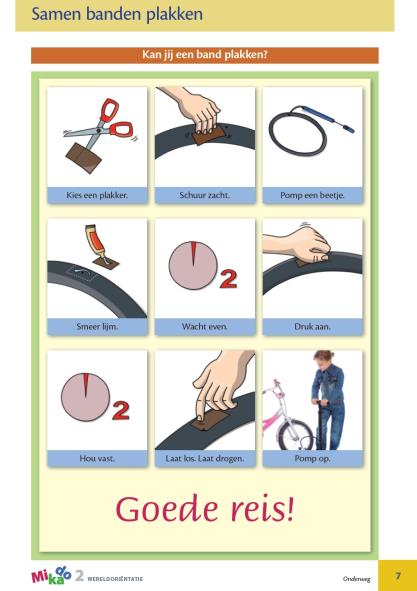 Samen banden plakken
Kan jij een band plakken?
Kies een plakker.
Schuur zacht.
Pomp een beetje.
Smeer lijm.
2
Wacht even.
Druk aan.
2
Hou vast.
Laat los. Laat drogen.
Pomp op.
Goede reis!
Mikado 2 WERELDORIËNTATIE
Onderweg
7